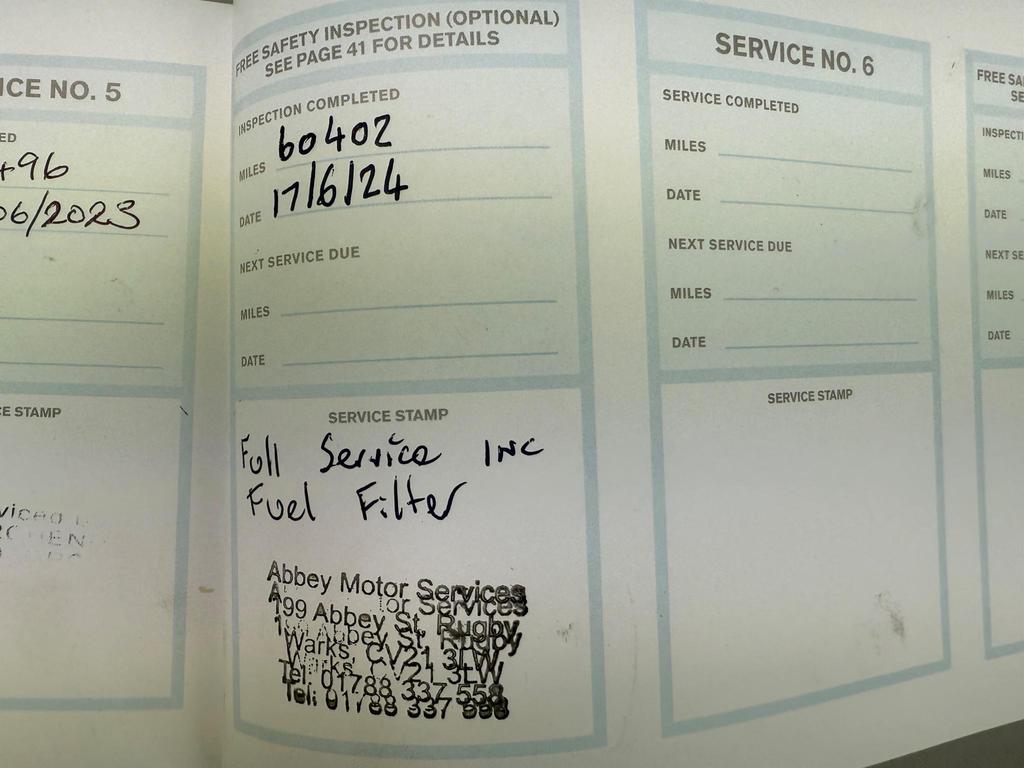 ICE NO. 5
ED
496
06/2023
E STAMP
FREE SAFETY INSPECTION (OPTIONAL)
SEE PAGE 41 FOR DETAILS
INSPECTION COMPLETED
MILES 60402
DATE 17/6/24
NEXT SERVICE DUE
MILES
DATE
SERVICE STAMP
Full Service INC
Fuel Filter
Abbey Motor Services
199 Abbey St, Rugby
Warks, CV21 3LW
Tel: 01788 337 558
SERVICE NO. 6
SERVICE COMPLETED
MILES
DATE
NEXT SERVICE DUE
MILES
DATE
SERVICE STAMP
FREE SA
SE
INSPECTI
MILES
DATE
NEXT SE
MILES
DATE